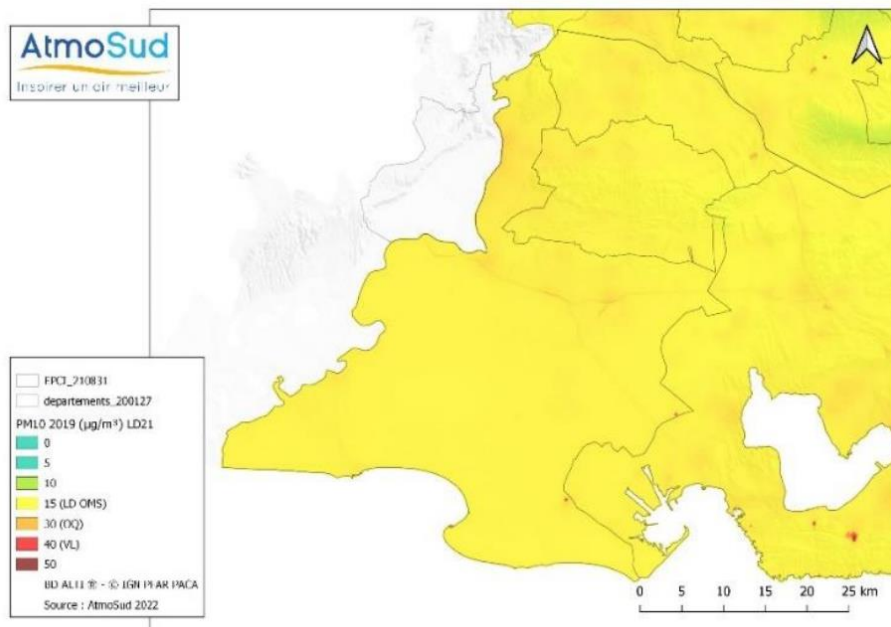 AtmoSud
Inspirer un air meilleur
EPCI_210831
departements_200127
PM10 2019 (µg/m³) LD21
0
5
10
15 (LD OMS)
30 (OQ)
40 (VL)
50
BD ALTI ® - © IGN PFAR PACA
Source : AtmoSud 2022
0 5 10 15 20 25 km